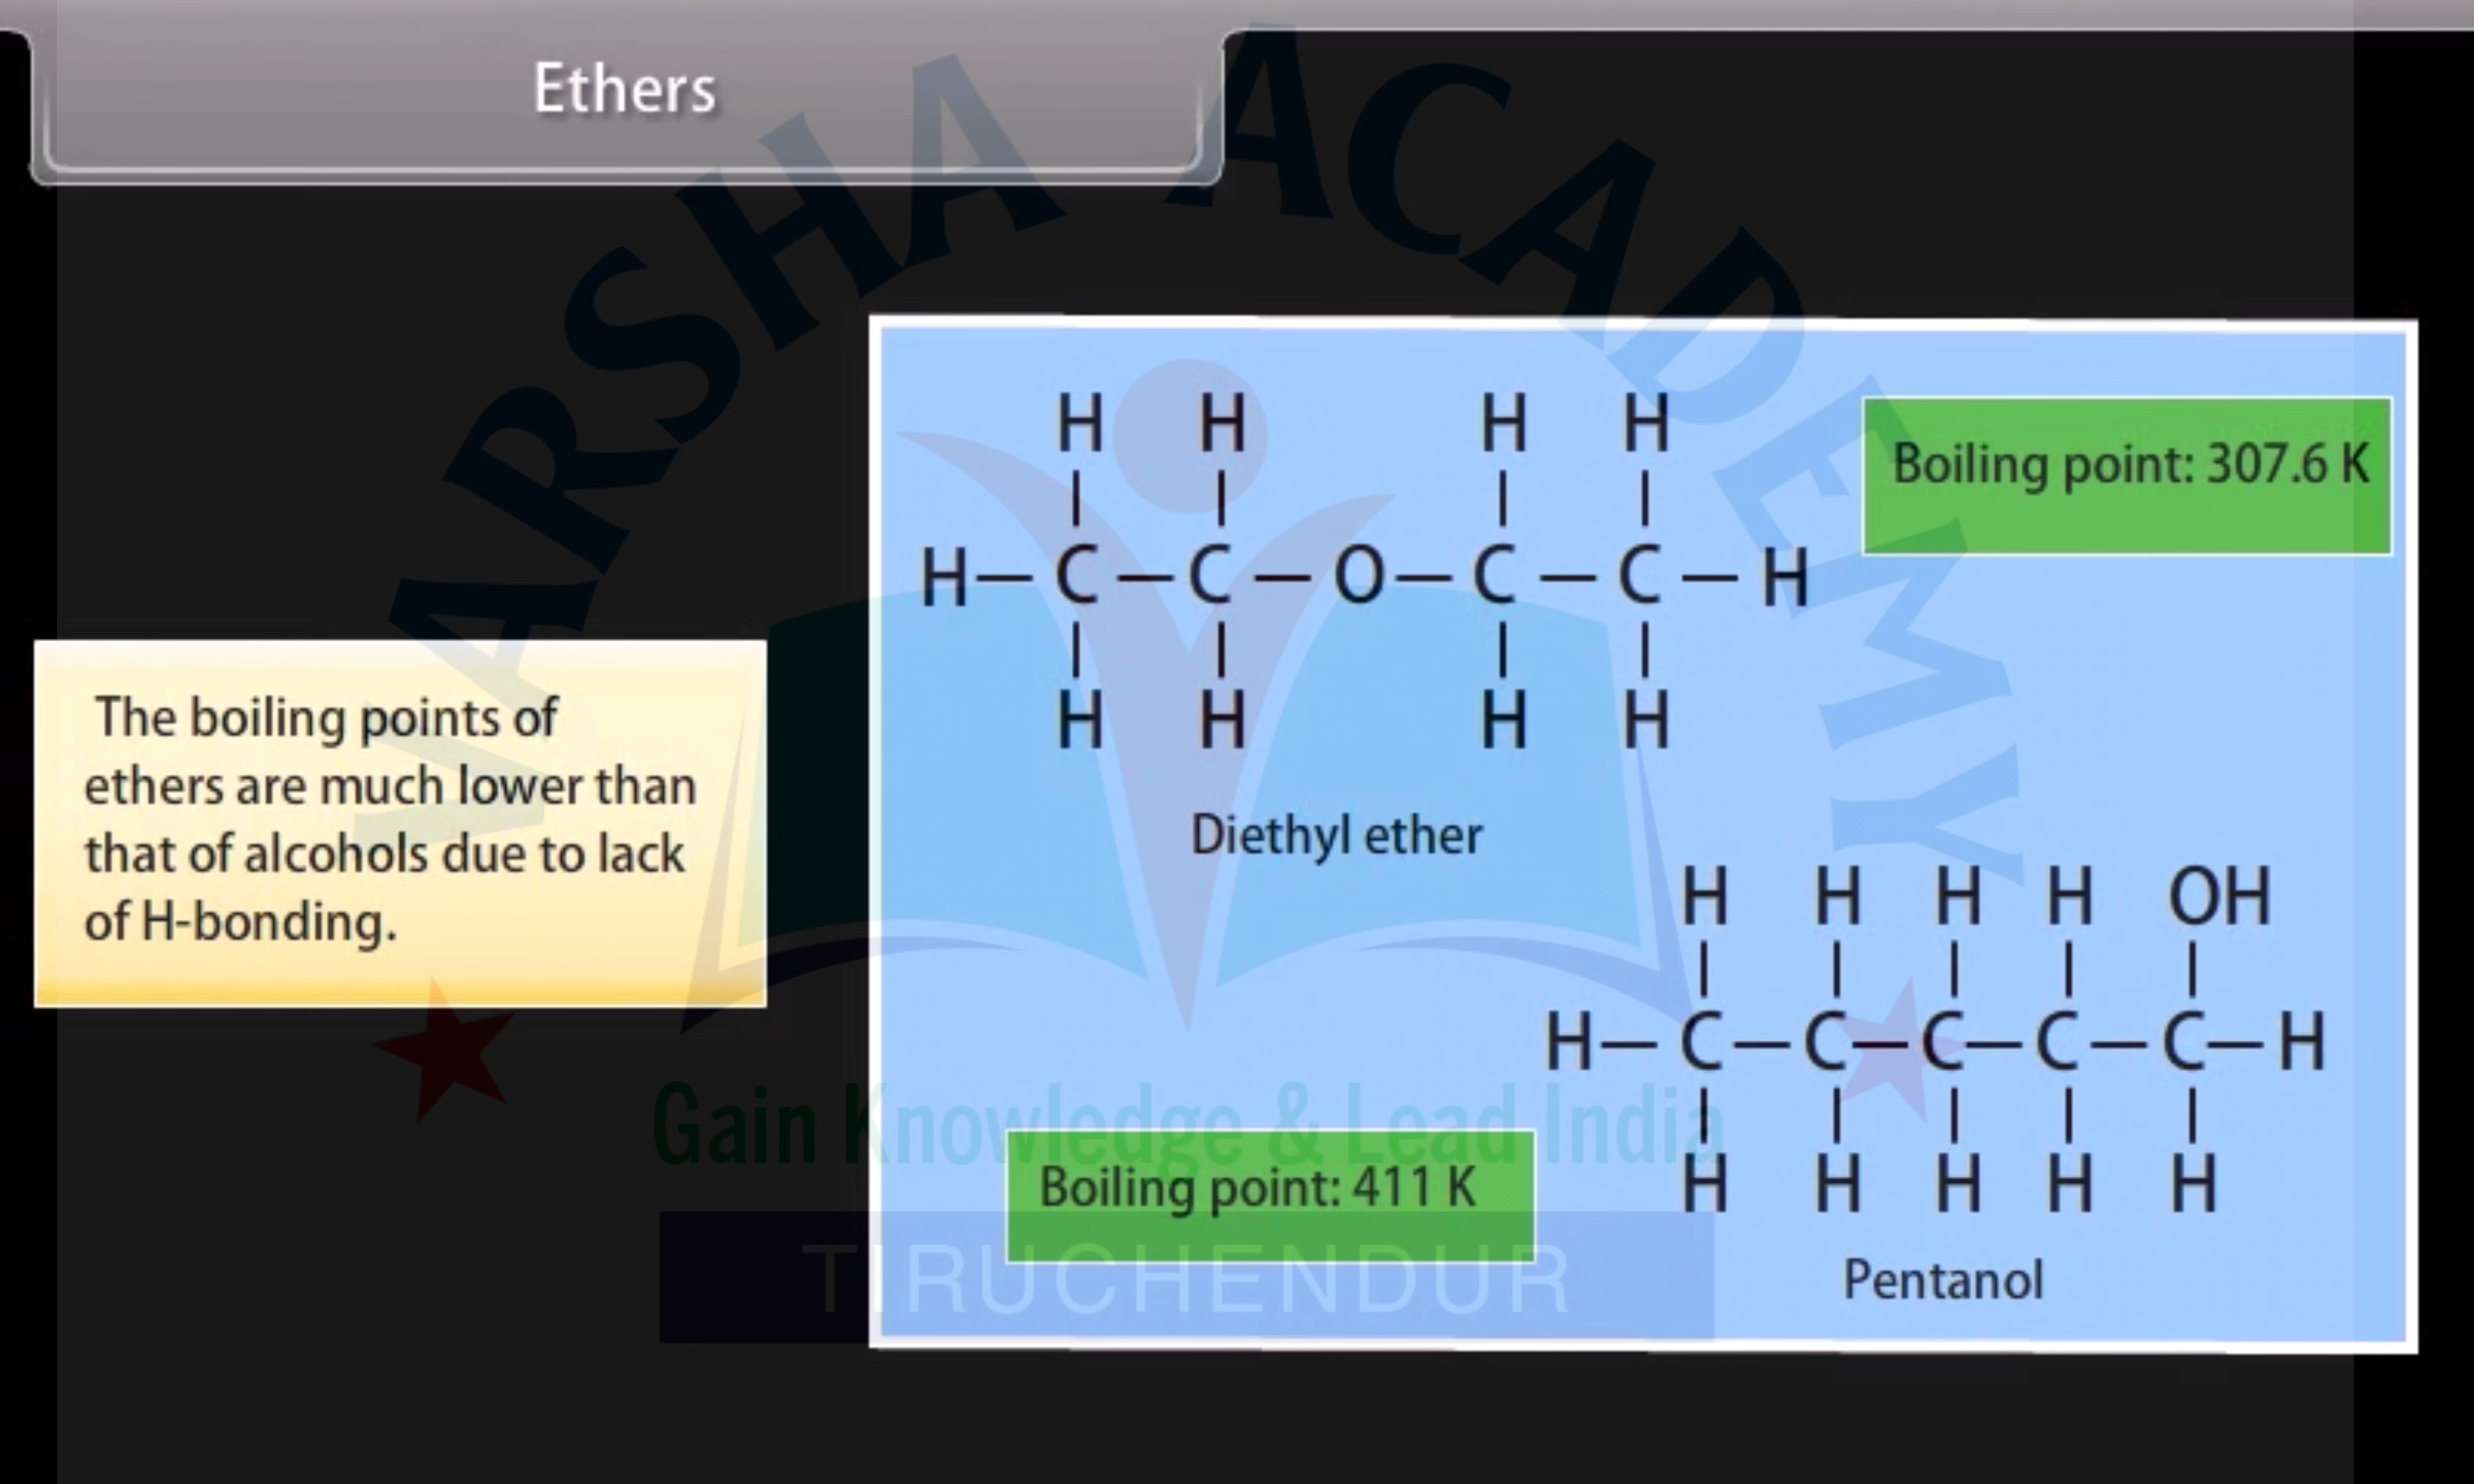 Ethers
VARSHA ACADEMY
The boiling points of
ethers are much lower than
that of alcohols due to lack
of H-bonding.
H H H H
Boiling point: 307.6 K
H—C—C—O—C—C—H
H H H H
Diethyl ether
H H H H OH
H—C—C—C—C—C—H
H H H H H
Pentanol
Boiling point: 411 K
Gain Knowledge & Lead India
TIRUCHENDUR